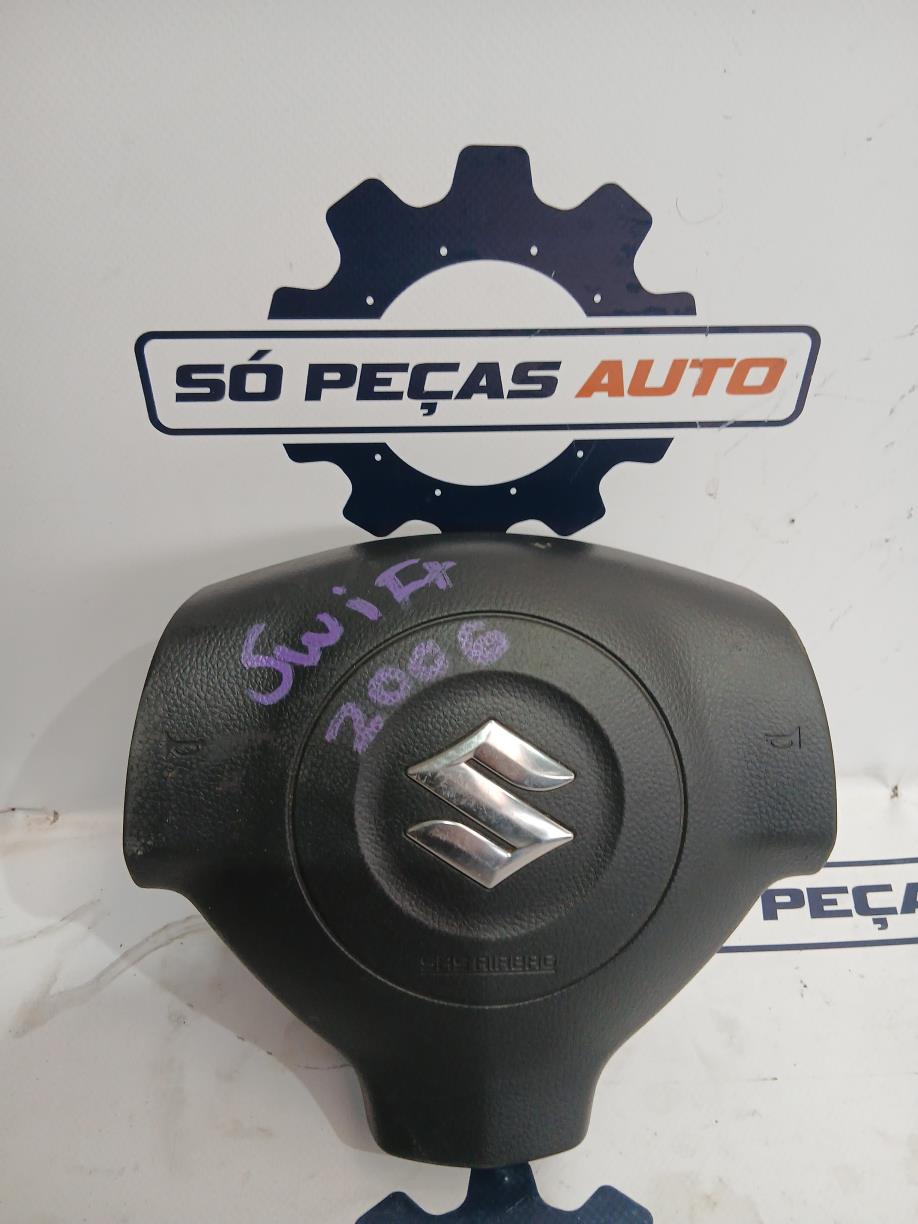 SÓ PEÇAS AUTO
Swift
2006
SRS AIRBAG
PEÇA